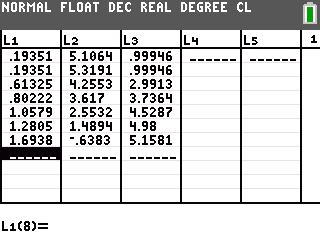 NORMAL FLOAT DEC REAL DEGREE CL
L1 L2 L3 L4 L5 1
.19351 5.1064 .99946 ------ ------
.19351 5.3191 .99946
.61325 4.2553 2.9913
.80222 3.617 3.7364
1.0579 2.5532 4.5287
1.2805 1.4894 4.98
1.6938 -.6383 5.1581
------ ------ ------
L1(8)=